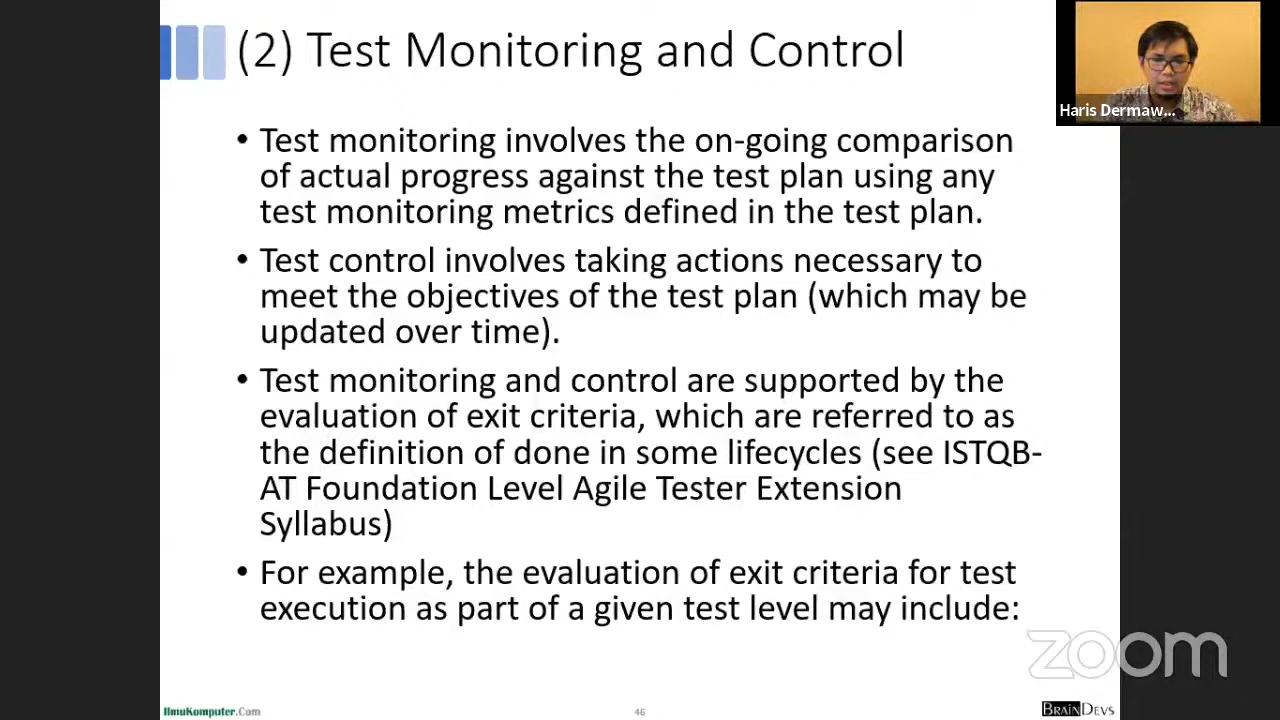 (2) Test Monitoring and Control
Haris Dermaw...
• Test monitoring involves the on-going comparison
of actual progress against the test plan using any
test monitoring metrics defined in the test plan.
• Test control involves taking actions necessary to
meet the objectives of the test plan (which may be
updated over time).
• Test monitoring and control are supported by the
evaluation of exit criteria, which are referred to as
the definition of done in some lifecycles (see ISTQB-
AT Foundation Level Agile Tester Extension
Syllabus)
• For example, the evaluation of exit criteria for test
execution as part of a given test level may include:
zoom
IlmuKomputer.Com
46
BRAINDEVS